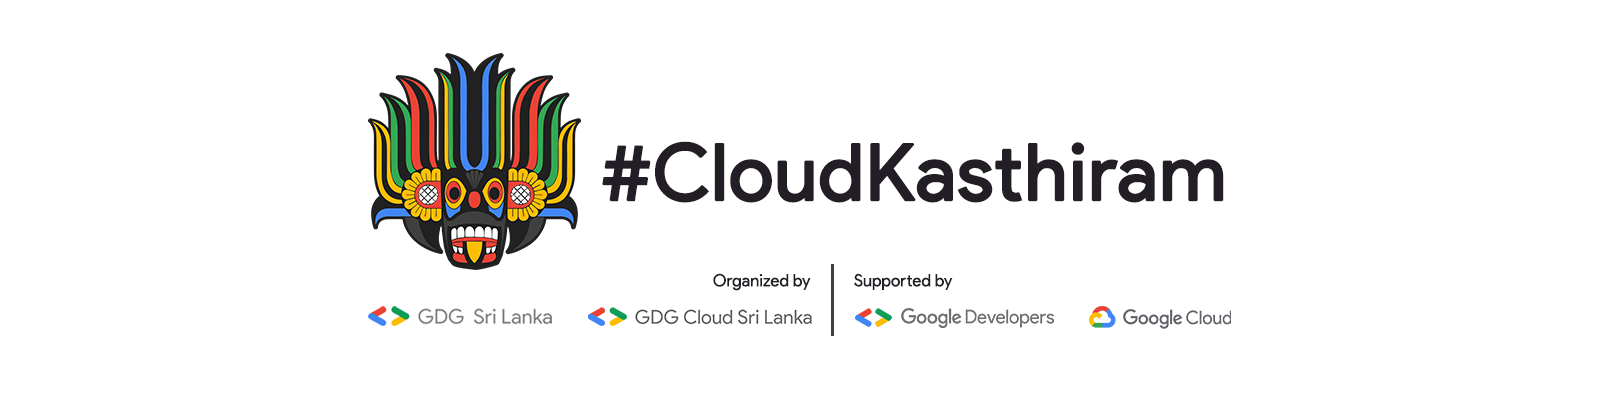 #CloudKasthiram
Organized by
Supported by
GDG Sri Lanka
GDG Cloud Sri Lanka
Google Developers
Google Cloud